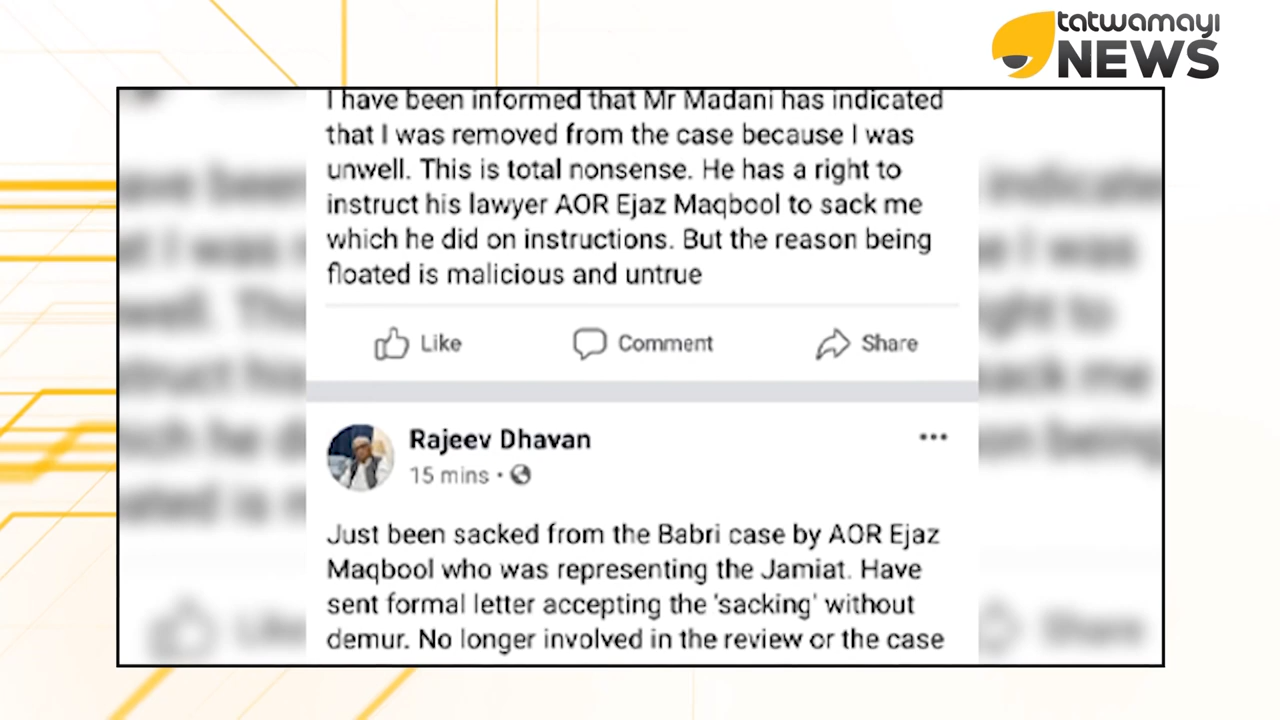 tatwamayi
NEWS
I have been informed that Mr Madani has indicated
that I was removed from the case because I was
unwell. This is total nonsense. He has a right to
instruct his lawyer AOR Ejaz Maqbool to sack me
which he did on instructions. But the reason being
floated is malicious and untrue
Like Comment Share
Rajeev Dhavan
15 mins ·
Just been sacked from the Babri case by AOR Ejaz
Maqbool who was representing the Jamiat. Have
sent formal letter accepting the 'sacking' without
demur. No longer involved in the review or the case